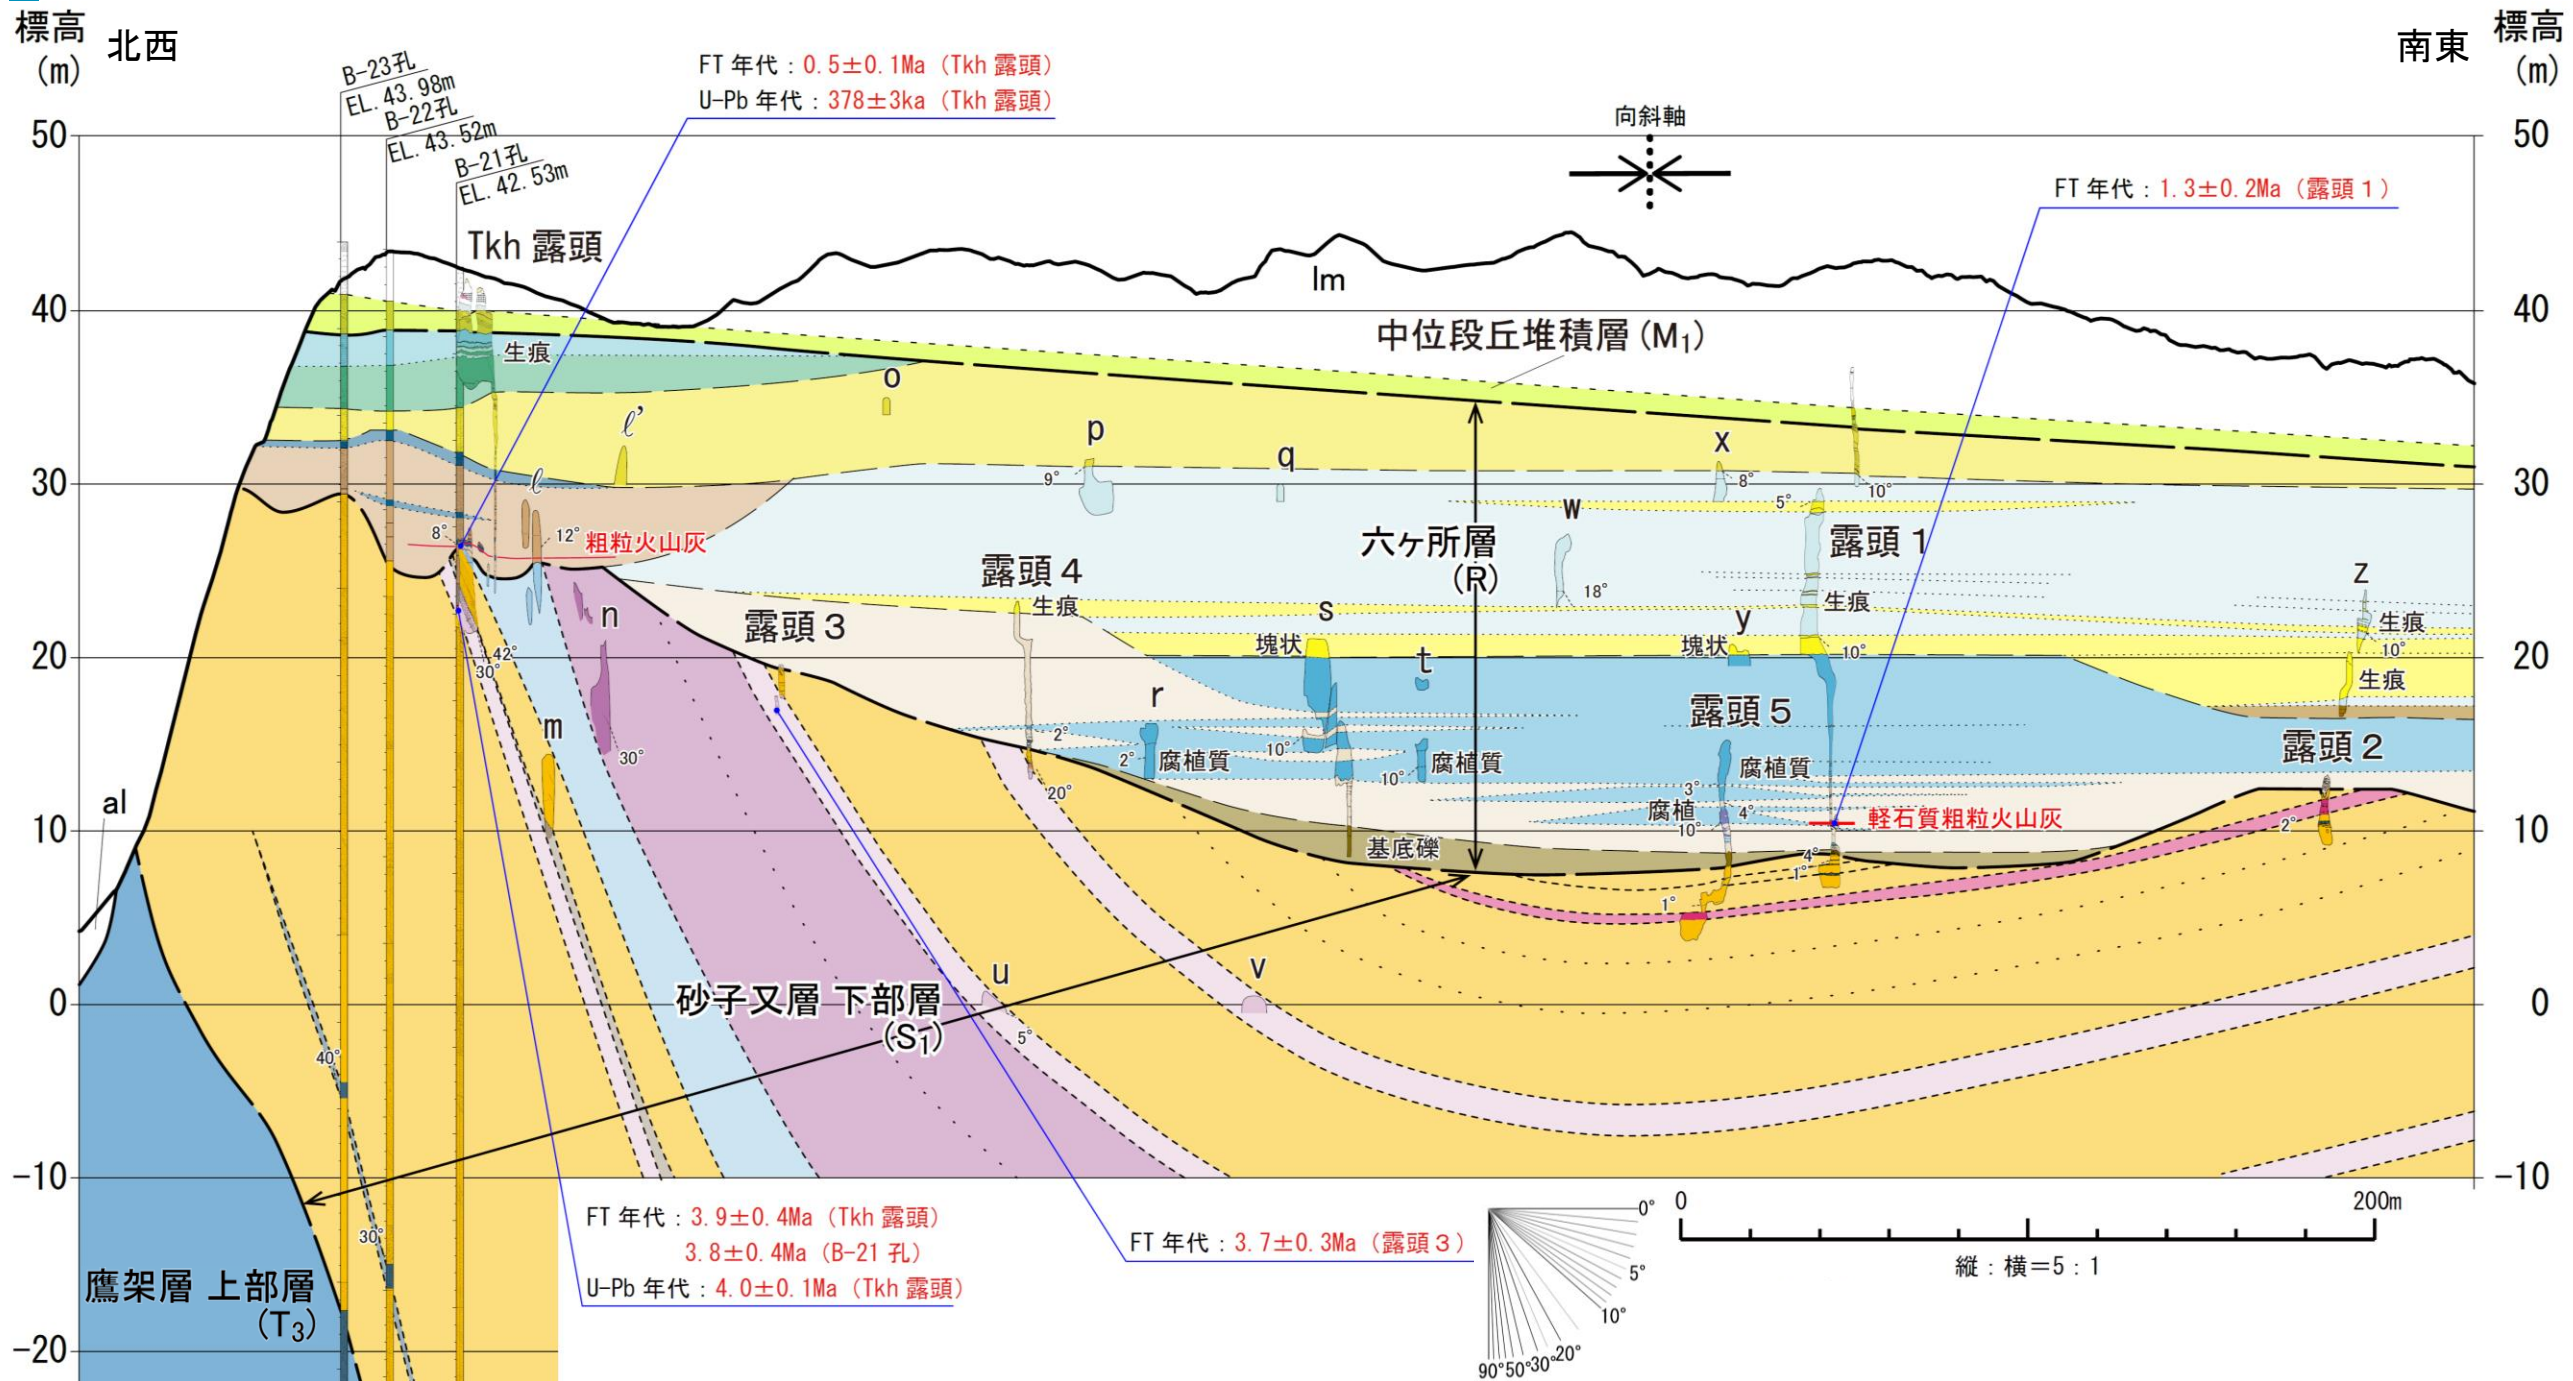 標高
(m)
北西
南東
標高
(m)
B-23孔
EL. 43.98m
B-22孔
EL. 43.52m
B-21孔
EL. 42.53m
FT 年代：0.5±0.1Ma（Tkh 露頭）
U-Pb 年代：378±3ka（Tkh 露頭）
向斜軸
FT 年代：1.3±0.2Ma（露頭１）
50
50
Tkh 露頭
lm
40
40
中位段丘堆積層(M1)
生痕
o
ℓ'
p
q
x
9°
8°
10°
30
30
ℓ
5°
w
六ヶ所層
(R)
露頭１
8°
12°
粗粒火山灰
露頭４
18°
z
生痕
生痕
n
露頭３
s
y
生痕
塊状
塊状
10°
10°
20
20
42°
30°
t
生痕
r
露頭５
m
2°
10°
露頭２
30°
2°
腐植質
10°
腐植質
腐植質
3°
20°
al
腐植
4°
軽石質粗粒火山灰
10
10°
2°
10
基底礫
4°
1°
1°
u
v
0
砂子又層 下部層
(S1)
0
5°
40°
-10
-10
FT 年代：3.9±0.4Ma（Tkh 露頭）
3.8±0.4Ma（B-21 孔）
U-Pb 年代：4.0±0.1Ma（Tkh 露頭）
FT 年代：3.7±0.3Ma（露頭３）
0°
5°
10°
20°
30°
50°
90°
0
200m
縦：横＝5：1
30°
鷹架層 上部層
(T3)
-20